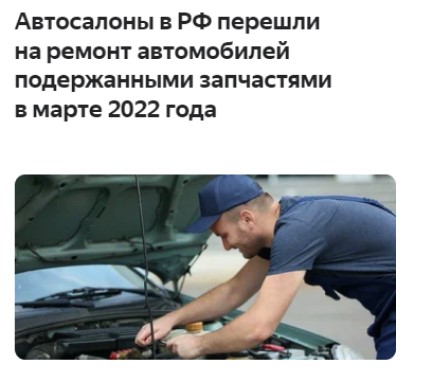 Автосалоны в РФ перешли
на ремонт автомобилей
подержанными запчастями
в марте 2022 года